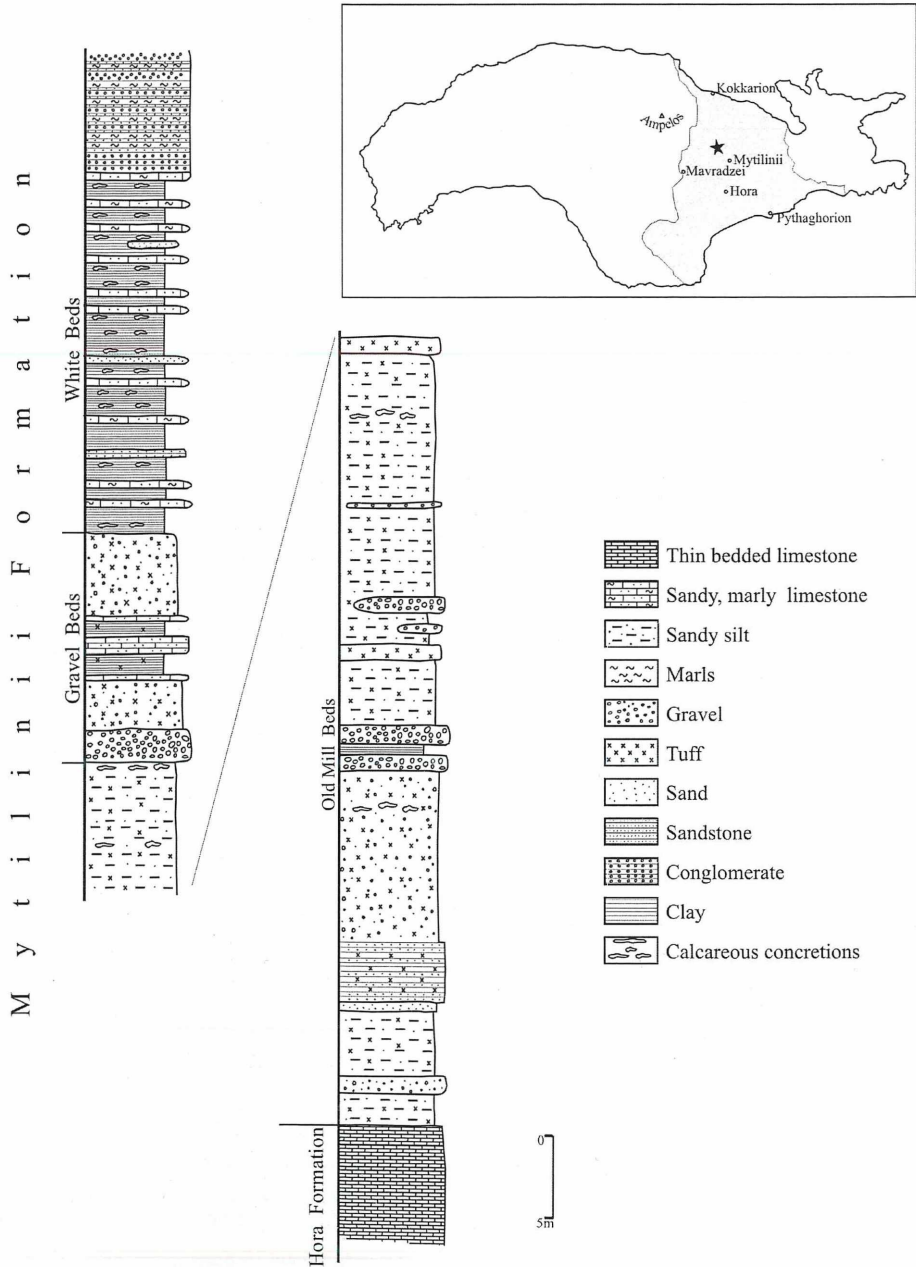 Mytilinii Formation
White Beds
Gravel Beds
Old Mill Beds
Hora Formation
Kokkarion
Ampelos
Mytilinii
Mavradzei
Hora
Pythaghorion
Thin bedded limestone
Sandy, marly limestone
Sandy silt
Marls
Gravel
Tuff
Sand
Sandstone
Conglomerate
Clay
Calcareous concretions
0
5m